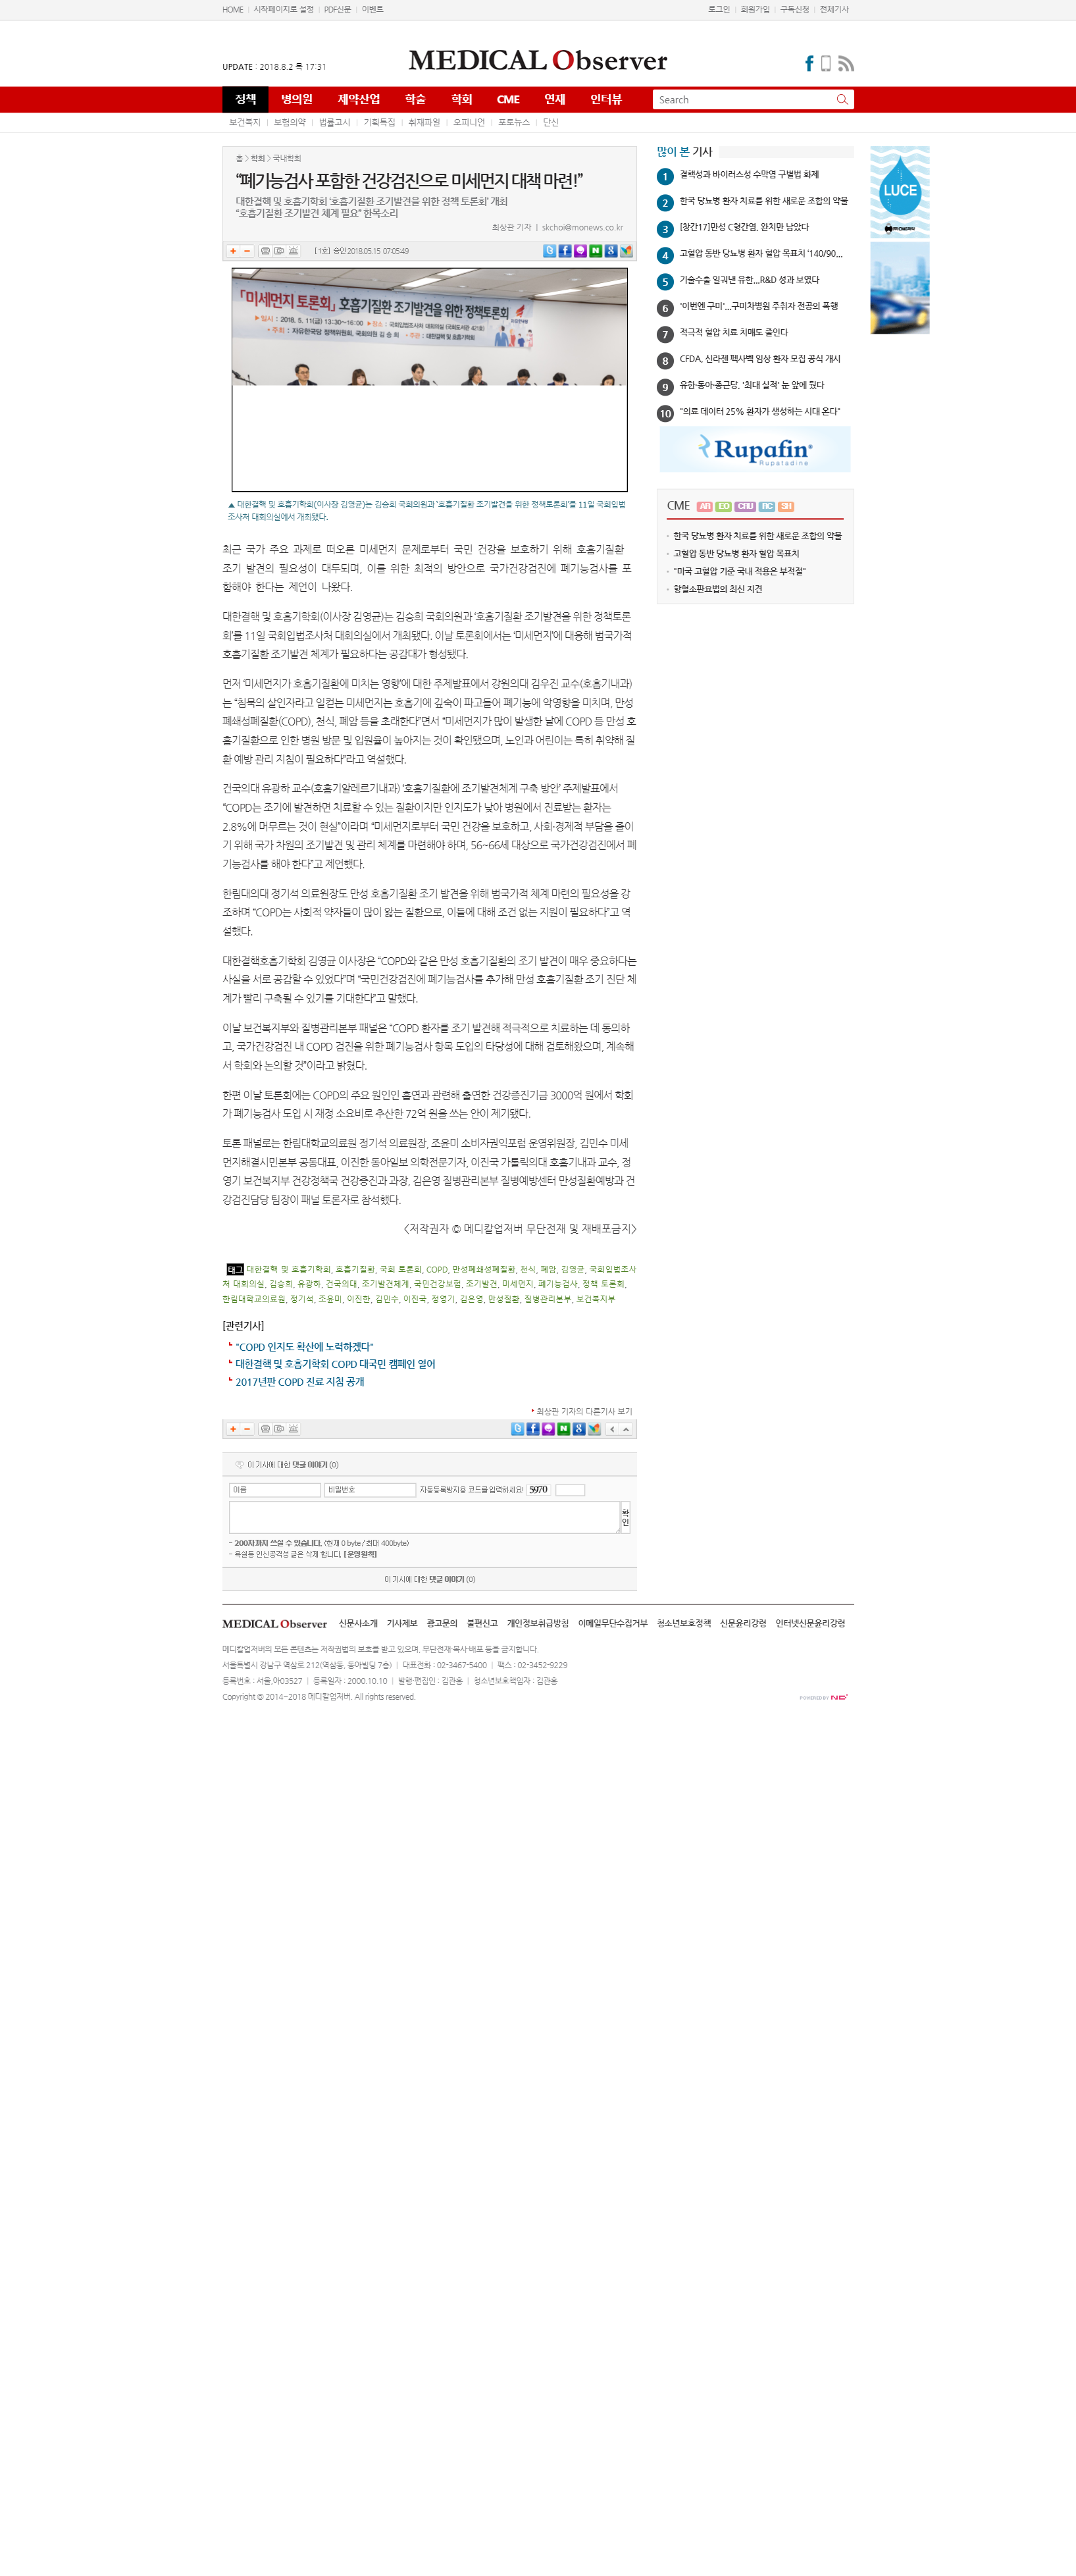 HOME | 시작페이지로 설정 | PDF신문 | 이벤트
로그인 | 회원가입 | 구독신청 | 전체기사
UPDATE : 2018.8.2 목 17:31
MEDICAL Observer
정책 병의원 제약산업 학술 학회 CME 연재 인터뷰
Search
보건복지 | 보험의약 | 법률고시 | 기획특집 | 취재파일 | 오피니언 | 포토뉴스 | 단신
홈 > 학회 > 국내학회
“폐기능검사 포함한 건강검진으로 미세먼지 대책 마련!”
대한결핵 및 호흡기학회 ‘호흡기질환 조기발견을 위한 정책 토론회’ 개최
“호흡기질환 조기발견 체계 필요” 한목소리
최상관 기자 | skchoi@monews.co.kr
[1호] 승인 2018.05.15 07:05:49
「미세먼지 토론회」 호흡기질환 조기발견을 위한 정책토론회
▶일시 : 2018. 5. 11(금) 13:30~16:00 ▶장소 : 국회입법조사처 대회의실 (국회도서관 421호)
주최 : 자유한국당 정책위원회, 국회의원 김승희 주관 : 대한결핵 및 호흡기학회
자유한국당
▲ 대한결핵 및 호흡기학회(이사장 김영균)는 김승희 국회의원과 '호흡기질환 조기발견을 위한 정책토론회'를 11일 국회입법
조사처 대회의실에서 개최됐다.
최근 국가 주요 과제로 떠오른 미세먼지 문제로부터 국민 건강을 보호하기 위해 호흡기질환
조기 발견의 필요성이 대두되며, 이를 위한 최적의 방안으로 국가건강검진에 폐기능검사를 포
함해야 한다는 제언이 나왔다.
대한결핵 및 호흡기학회(이사장 김영균)는 김승희 국회의원과 ‘호흡기질환 조기발견을 위한 정책토론
회’를 11일 국회입법조사처 대회의실에서 개최됐다. 이날 토론회에서는 ‘미세먼지’에 대응해 범국가적
호흡기질환 조기발견 체계가 필요하다는 공감대가 형성됐다.
먼저 ‘미세먼지가 호흡기질환에 미치는 영향’에 대한 주제발표에서 강원의대 김우진 교수(호흡기내과)
는 “침묵의 살인자라고 일컫는 미세먼지는 호흡기에 깊숙이 파고들어 폐기능에 악영향을 미치며, 만성
폐쇄성폐질환(COPD), 천식, 폐암 등을 초래한다”면서 “미세먼지가 많이 발생한 날에 COPD 등 만성 호
흡기질환으로 인한 병원 방문 및 입원율이 높아지는 것이 확인됐으며, 노인과 어린이는 특히 취약해 질
환 예방 관리 지침이 필요하다”라고 역설했다.
건국의대 유광하 교수(호흡기알레르기내과) ‘호흡기질환에 조기발견체계 구축 방안’ 주제발표에서
“COPD는 조기에 발견하면 치료할 수 있는 질환이지만 인지도가 낮아 병원에서 진료받는 환자는
2.8%에 머무르는 것이 현실”이라며 “미세먼지로부터 국민 건강을 보호하고, 사회·경제적 부담을 줄이
기 위해 국가 차원의 조기발견 및 관리 체계를 마련해야 하며, 56~66세 대상으로 국가건강검진에서 폐
기능검사를 해야 한다”고 제언했다.
한림대의대 정기석 의료원장도 만성 호흡기질환 조기 발견을 위해 범국가적 체계 마련의 필요성을 강
조하며 “COPD는 사회적 약자들이 많이 앓는 질환으로, 이들에 대해 조건 없는 지원이 필요하다”고 역
설했다.
대한결핵호흡기학회 김영균 이사장은 “COPD와 같은 만성 호흡기질환의 조기 발견이 매우 중요하다는
사실을 서로 공감할 수 있었다”며 “국민건강검진에 폐기능검사를 추가해 만성 호흡기질환 조기 진단 체
계가 빨리 구축될 수 있기를 기대한다”고 말했다.
이날 보건복지부와 질병관리본부 패널은 “COPD 환자를 조기 발견해 적극적으로 치료하는 데 동의하
고, 국가건강검진 내 COPD 검진을 위한 폐기능검사 항목 도입의 타당성에 대해 검토해왔으며, 계속해
서 학회와 논의할 것”이라고 밝혔다.
한편 이날 토론회에는 COPD의 주요 원인인 흡연과 관련해 출연한 건강증진기금 3000억 원에서 학회
가 폐기능검사 도입 시 재정 소요비로 추산한 72억 원을 쓰는 안이 제기됐다.
토론 패널로는 한림대학교의료원 정기석 의료원장, 조윤미 소비자권익포럼 운영위원장, 김민수 미세
먼지해결시민본부 공동대표, 이진한 동아일보 의학전문기자, 이진국 가톨릭의대 호흡기내과 교수, 정
영기 보건복지부 건강정책국 건강증진과 과장, 김은영 질병관리본부 질병예방센터 만성질환예방과 건
강검진담당 팀장이 패널 토론자로 참석했다.
<저작권자 © 메디칼업저버 무단전재 및 재배포금지>
태그 대한결핵 및 호흡기학회, 호흡기질환, 국회 토론회, COPD, 만성폐쇄성폐질환, 천식, 폐암, 김영균, 국회입법조사
처 대회의실, 김승희, 유광하, 건국의대, 조기발견체계, 국민건강보험, 조기발견, 미세먼지, 폐기능검사, 정책 토론회,
한림대학교의료원, 정기석, 조윤미, 이진한, 김민수, 이진국, 정영기, 김은영, 만성질환, 질병관리본부, 보건복지부
[관련기사]
"COPD 인지도 확산에 노력하겠다"
대한결핵 및 호흡기학회 COPD 대국민 캠페인 열어
2017년판 COPD 진료 지침 공개
최상관 기자의 다른기사 보기
이 기사에 대한 댓글 이야기 (0)
이름 비밀번호 자동등록방지용 코드를 입력하세요! 5970
확인
- 200자까지 쓰실 수 있습니다. (현재 0 byte / 최대 400byte)
- 욕설등 인신공격성 글은 삭제 합니다. [운영원칙]
이 기사에 대한 댓글 이야기 (0)
많이 본 기사
1 결핵성과 바이러스성 수막염 구별법 화제
2 한국 당뇨병 환자 치료를 위한 새로운 조합의 약물
3 [창간17]만성 C형간염, 완치만 남았다
4 고혈압 동반 당뇨병 환자 혈압 목표치 '140/90...
5 기술수출 일궈낸 유한...R&D 성과 보였다
6 '이번엔 구미'...구미차병원 주취자 전공의 폭행
7 적극적 혈압 치료 치매도 줄인다
8 CFDA, 신라젠 펙사벡 임상 환자 모집 공식 개시
9 유한·동아·종근당, '최대 실적' 눈 앞에 뒀다
10 "의료 데이터 25% 환자가 생성하는 시대 온다"
Rupafin
Rupatadine
CME
한국 당뇨병 환자 치료를 위한 새로운 조합의 약물
고혈압 동반 당뇨병 환자 혈압 목표치
"미국 고혈압 기준 국내 적용은 부적절"
항혈소판요법의 최신 지견
LUCE
MEDICAL Observer 신문사소개 기사제보 광고문의 불편신고 개인정보취급방침 이메일무단수집거부 청소년보호정책 신문윤리강령 인터넷신문윤리강령
메디칼업저버의 모든 콘텐츠는 저작권법의 보호를 받고 있으며, 무단전재·복사·배포 등을 금지합니다.
서울특별시 강남구 역삼로 212(역삼동, 동아빌딩 7층) | 대표전화 : 02-3467-5400 | 팩스 : 02-3452-9229
등록번호 : 서울,아03527 | 등록일자 : 2000.10.10 | 발행·편집인 : 김관홍 | 청소년보호책임자 : 김관홍
Copyright © 2014~2018 메디칼업저버. All rights reserved.
POWERED BY ND